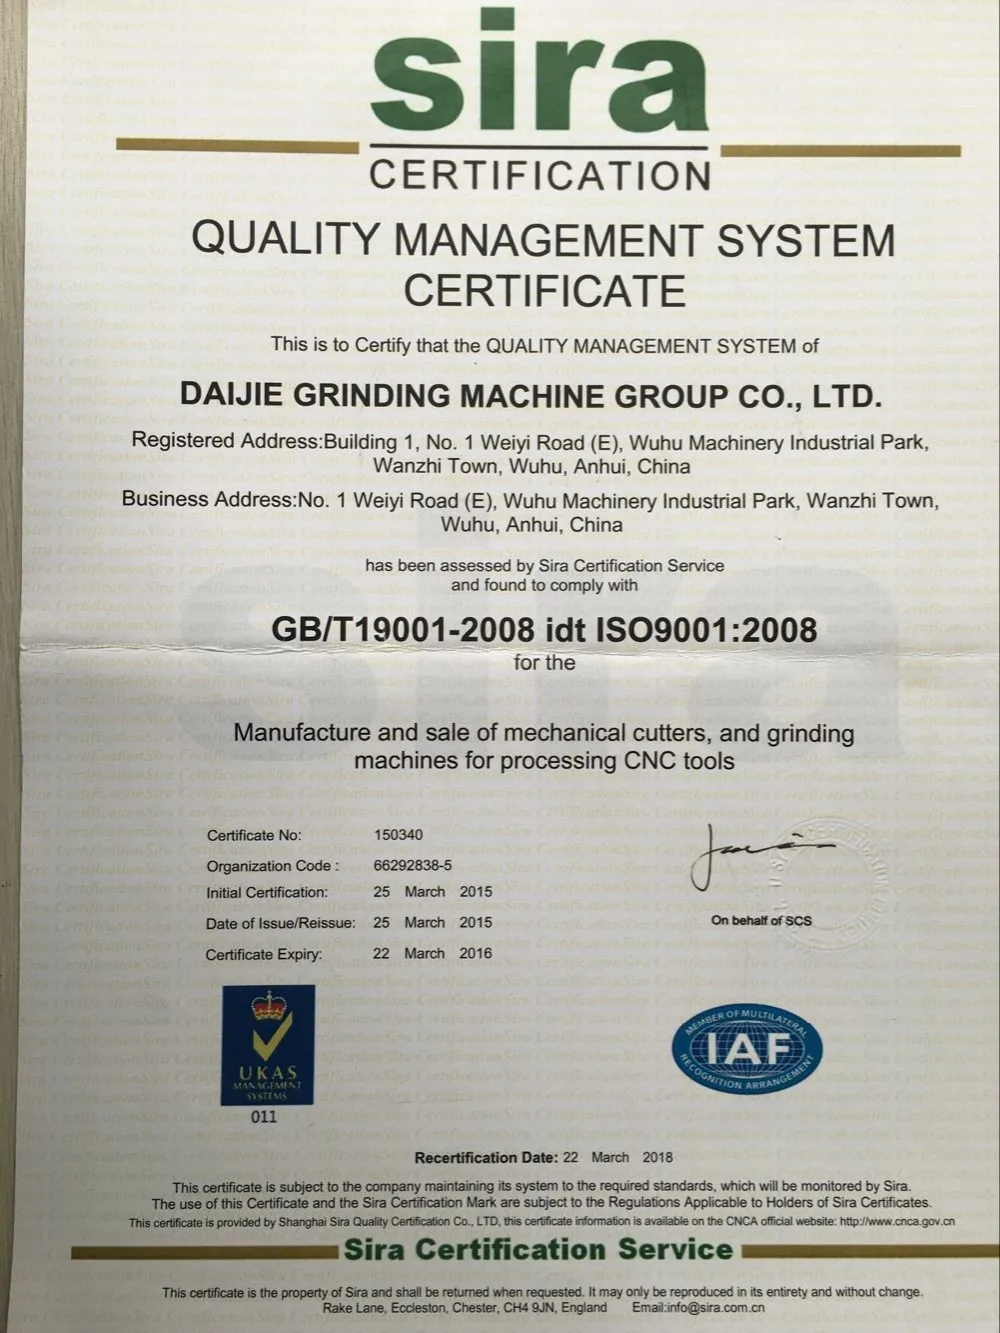 sira
CERTIFICATION
QUALITY MANAGEMENT SYSTEM
CERTIFICATE
This is to Certify that the QUALITY MANAGEMENT SYSTEM of
DAIJIE GRINDING MACHINE GROUP CO., LTD.
Registered Address:Building 1, No. 1 Weiyi Road (E), Wuhu Machinery Industrial Park,
Wanzhi Town, Wuhu, Anhui, China
Business Address:No. 1 Weiyi Road (E), Wuhu Machinery Industrial Park, Wanzhi Town,
Wuhu, Anhui, China
has been assessed by Sira Certification Service
and found to comply with
GB/T19001-2008 idt ISO9001:2008
for the
Manufacture and sale of mechanical cutters, and grinding
machines for processing CNC tools
Certificate No: 150340
Organization Code : 66292838-5
Initial Certification: 25 March 2015
Date of Issue/Reissue: 25 March 2015
Certificate Expiry: 22 March 2016
On behalf of SCS
UKAS
MANAGEMENT
SYSTEMS
011
MEMBER OF MULTILATERAL
IAF
RECOGNITION ARRANGEMENT
Recertification Date: 22 March 2018
This certificate is subject to the company maintaining its system to the required standards, which will be monitored by Sira.
The use of this Certificate and the Sira Certification Mark are subject to the Regulations Applicable to Holders of Sira Certificates.
This certificate is provided by Shanghai Sira Quality Certification Co., LTD, this certificate information is available on the CNCA official website: http://www.cnca.gov.cn
Sira Certification Service
This certificate is the property of Sira and shall be returned when requested. It may only be reproduced in its entirety and without change.
Rake Lane, Eccleston, Chester, CH4 9JN, England Email:info@sira.com.cn